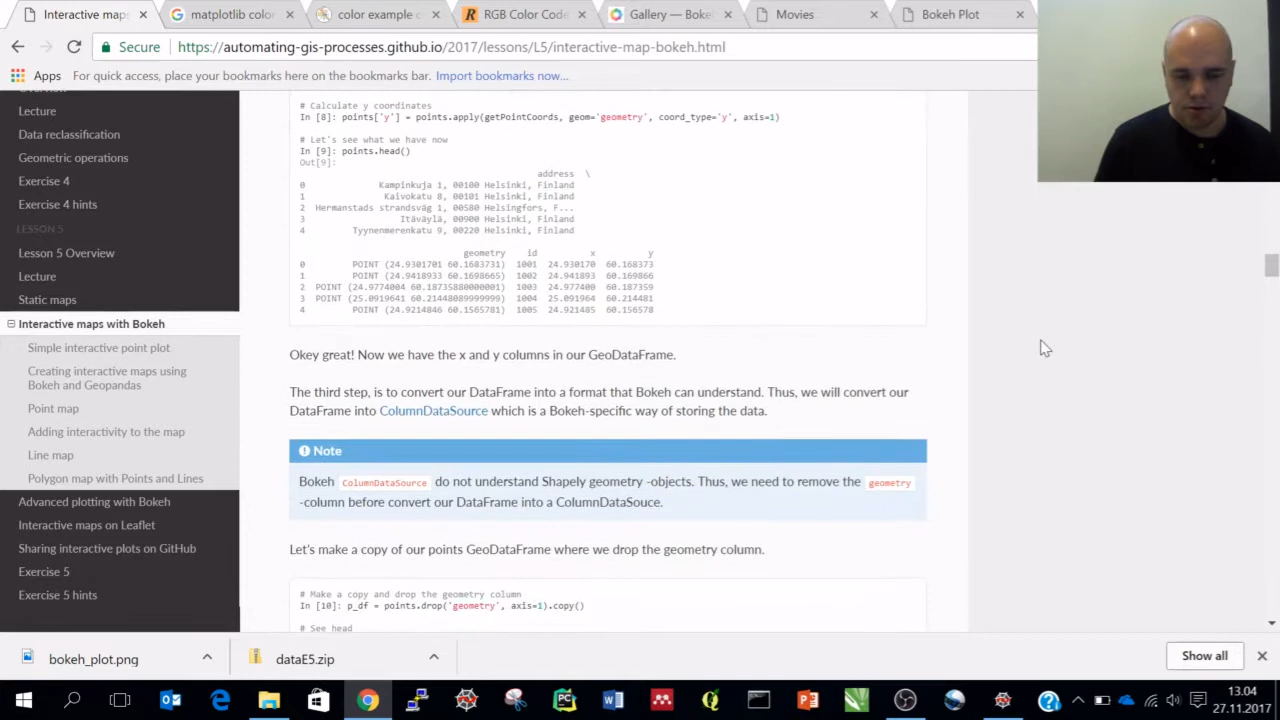 Interactive maps
matplotlib color
color example c
RGB Color Code
Gallery — Bokeh
Movies
Bokeh Plot
Secure
https://automating-gis-processes.github.io/2017/lessons/L5/interactive-map-bokeh.html
Apps
For quick access, place your bookmarks here on the bookmarks bar. Import bookmarks now...
Lecture
Data reclassification
Geometric operations
Exercise 4
Exercise 4 hints
LESSON 5
Lesson 5 Overview
Lecture
Static maps
Interactive maps with Bokeh
Simple interactive point plot
Creating interactive maps using
Bokeh and Geopandas
Point map
Adding interactivity to the map
Line map
Polygon map with Points and Lines
Advanced plotting with Bokeh
Interactive maps on Leaflet
Sharing interactive plots on GitHub
Exercise 5
Exercise 5 hints
# Calculate y coordinates
In [8]: points['y'] = points.apply(getPointCoords, geom='geometry', coord_type='y', axis=1)
# Let's see what we have now
In [9]: points.head()
Out[9]:
address \
0 Kampinkuja 1, 00100 Helsinki, Finland
1 Kaivokatu 8, 00101 Helsinki, Finland
2 Hermanstads strandsväg 1, 00580 Helsingfors, F...
3 Itäväylä, 00900 Helsinki, Finland
4 Tyynenmerenkatu 9, 00220 Helsinki, Finland
geometry id x y
0 POINT (24.9301701 60.1683731) 1001 24.930170 60.168373
1 POINT (24.9418933 60.1698665) 1002 24.941893 60.169866
2 POINT (24.9774004 60.18735880000001) 1003 24.977400 60.187359
3 POINT (25.0919641 60.21448089999999) 1004 25.091964 60.214481
4 POINT (24.9214846 60.1565781) 1005 24.921485 60.156578
Okey great! Now we have the x and y columns in our GeoDataFrame.
The third step, is to convert our DataFrame into a format that Bokeh can understand. Thus, we will convert our
DataFrame into ColumnDataSource which is a Bokeh-specific way of storing the data.
Note
Bokeh ColumnDataSource do not understand Shapely geometry -objects. Thus, we need to remove the geometry
-column before convert our DataFrame into a ColumnDataSouce.
Let's make a copy of our points GeoDataFrame where we drop the geometry column.
# Make a copy and drop the geometry column
In [10]: p_df = points.drop('geometry', axis=1).copy()
# See head
bokeh_plot.png
dataE5.zip
Show all
13.04
27.11.2017